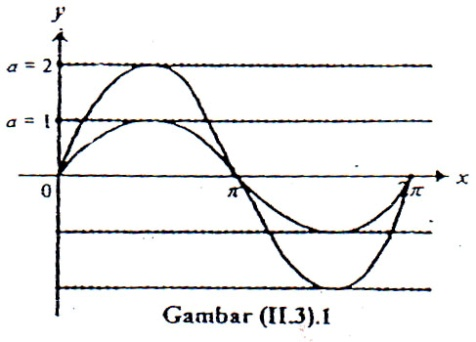 y
a = 2
a = 1
0
π
2π
x
Gambar (II.3).1